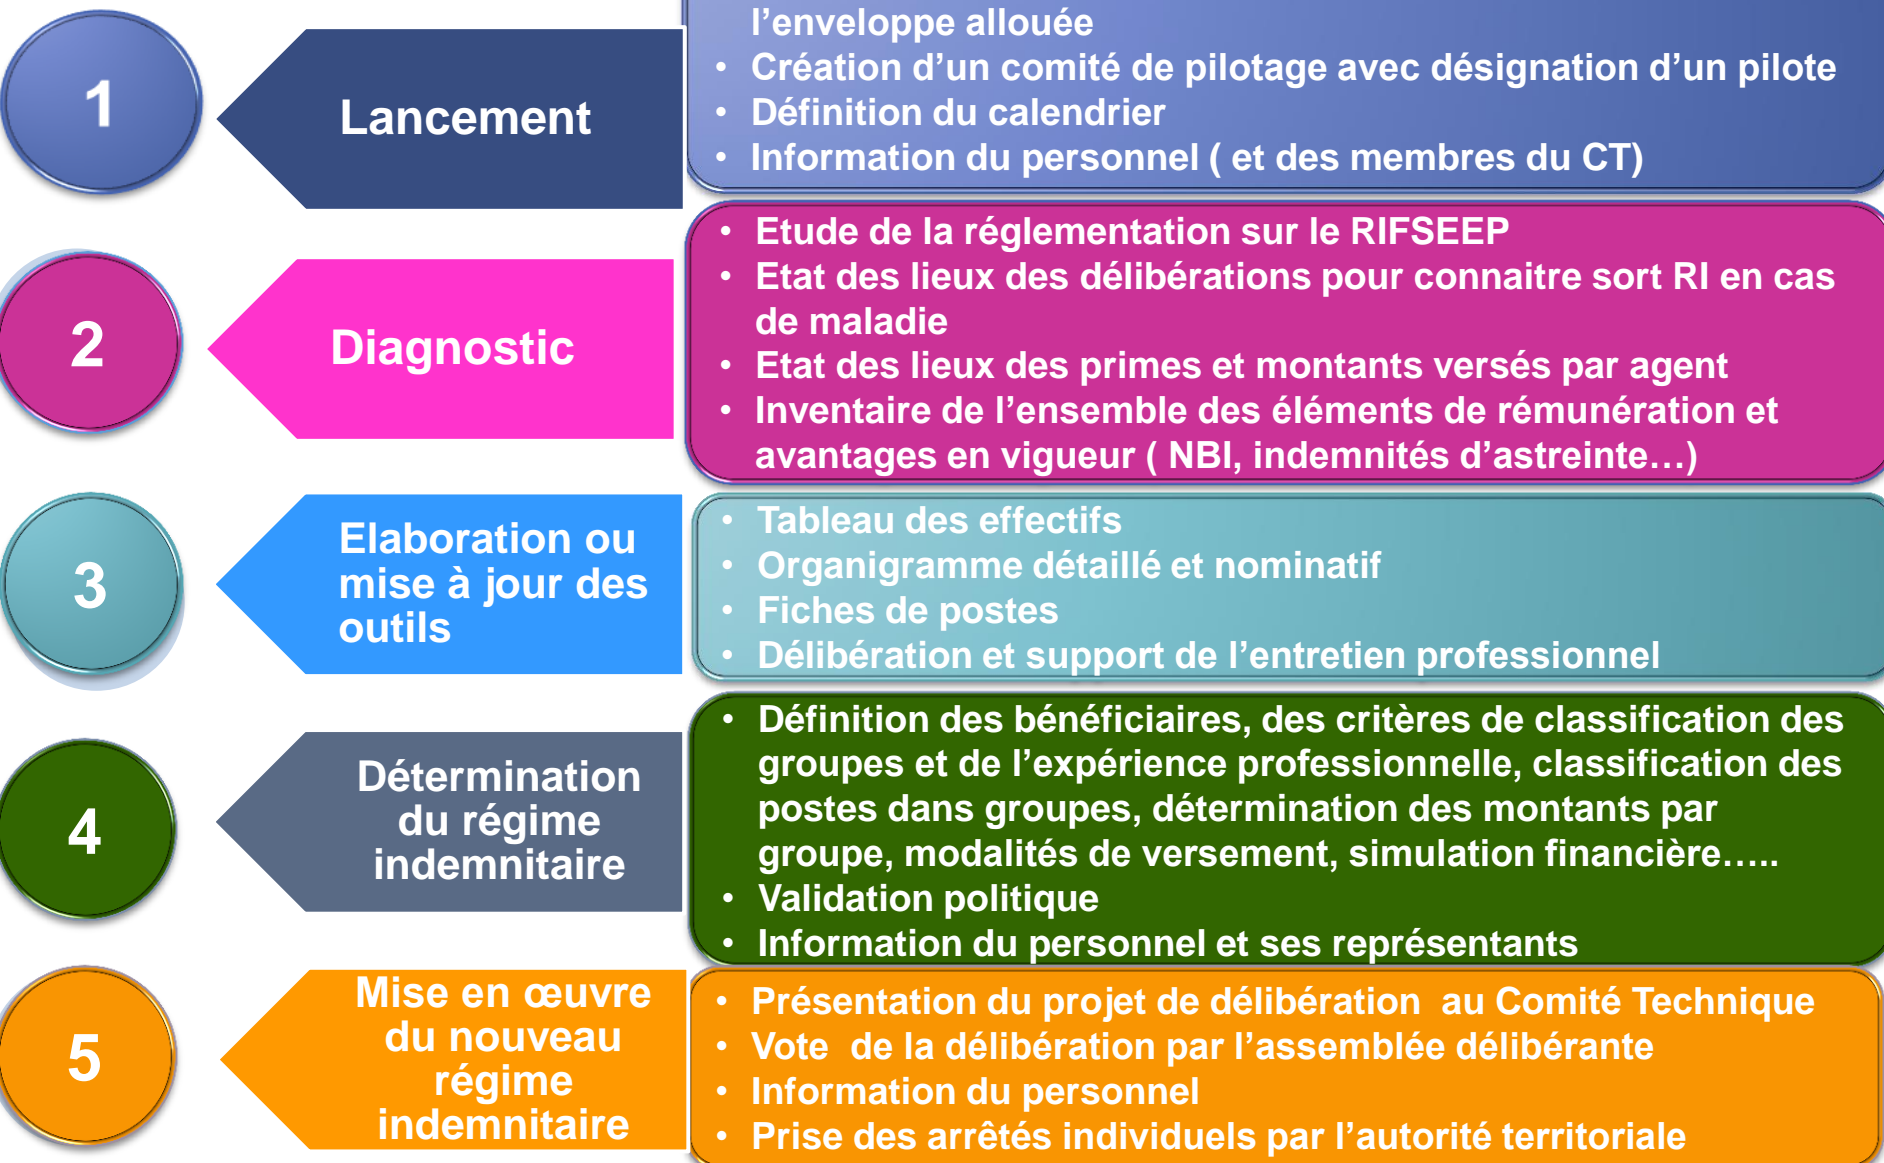 1
Lancement
l’enveloppe allouée
• Création d’un comité de pilotage avec désignation d’un pilote
• Définition du calendrier
• Information du personnel ( et des membres du CT)
2
Diagnostic
• Etude de la réglementation sur le RIFSEEP
• Etat des lieux des délibérations pour connaitre sort RI en cas
de maladie
• Etat des lieux des primes et montants versés par agent
• Inventaire de l’ensemble des éléments de rémunération et
avantages en vigueur ( NBI, indemnités d’astreinte…)
3
Elaboration ou
mise à jour des
outils
• Tableau des effectifs
• Organigramme détaillé et nominatif
• Fiches de postes
• Délibération et support de l’entretien professionnel
4
Détermination
du régime
indemnitaire
• Définition des bénéficiaires, des critères de classification des
groupes et de l’expérience professionnelle, classification des
postes dans groupes, détermination des montants par
groupe, modalités de versement, simulation financière…..
• Validation politique
• Information du personnel et ses représentants
5
Mise en œuvre
du nouveau
régime
indemnitaire
• Présentation du projet de délibération  au Comité Technique
• Vote  de la délibération par l’assemblée délibérante
• Information du personnel
• Prise des arrêtés individuels par l’autorité territoriale